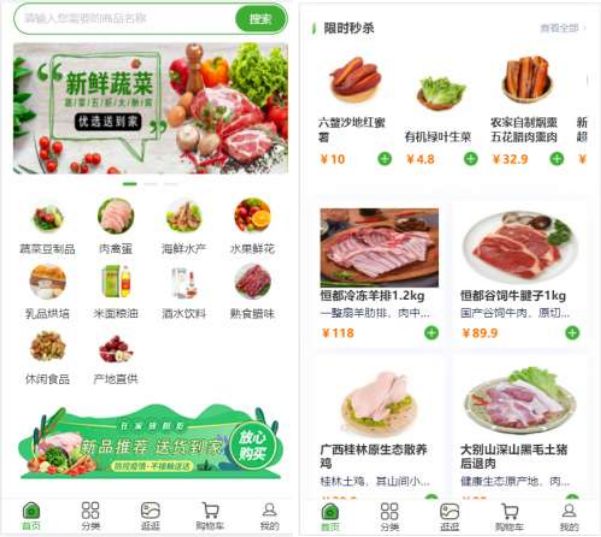 请输入您需要的商品名称
搜索
新鲜蔬菜
优选送到家
蔬菜豆制品
肉禽蛋
海鲜水产
水果鲜花
乳品烘培
米面粮油
酒水饮料
熟食腊味
休闲食品
产地直供
新品推荐 送货到家
放心
购买
首页
分类
逛逛
购物车
我的
限时秒杀
查看全部
六鳌沙地红蜜
薯
￥10
有机绿叶生菜
￥4.8
农家自制烟熏
五花腊肉熏肉
￥32.9
恒都冷冻羊排1.2kg
一整扇羊肋排、肉中...
￥118
恒都谷饲牛腱子1kg
国产谷饲牛肉、原切...
￥89.9
广西桂林原生态散养
鸡
桂林土鸡，其山间小...
大别山深山黑毛土猪
后退肉
健康生态原产地、肉...
首页
分类
逛逛
购物车
我的